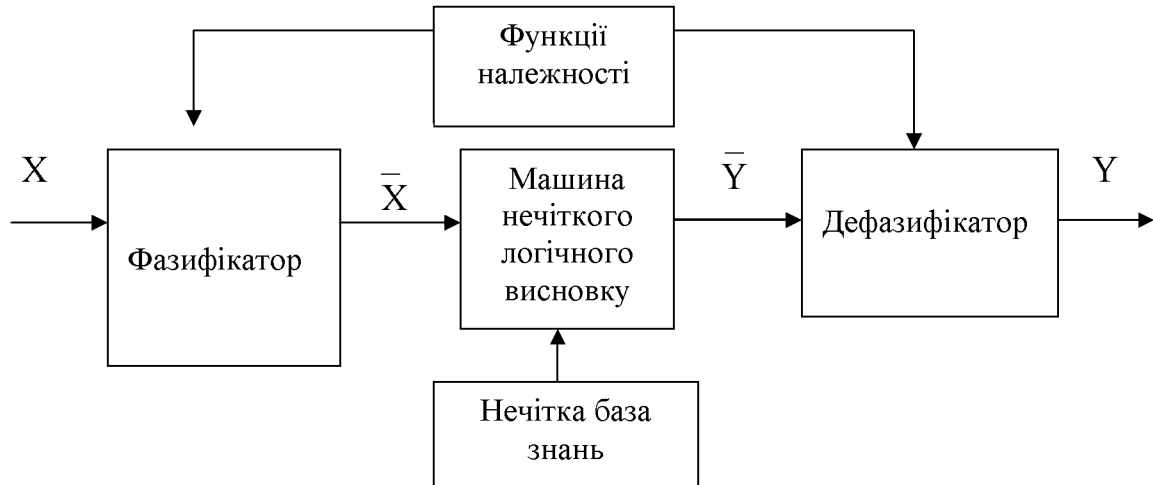 Функції
належності
X
X̅
Машина
нечіткого
логічного
висновку
Y̅
Y
Фазифікатор
Дефазифікатор
Нечітка база
знань